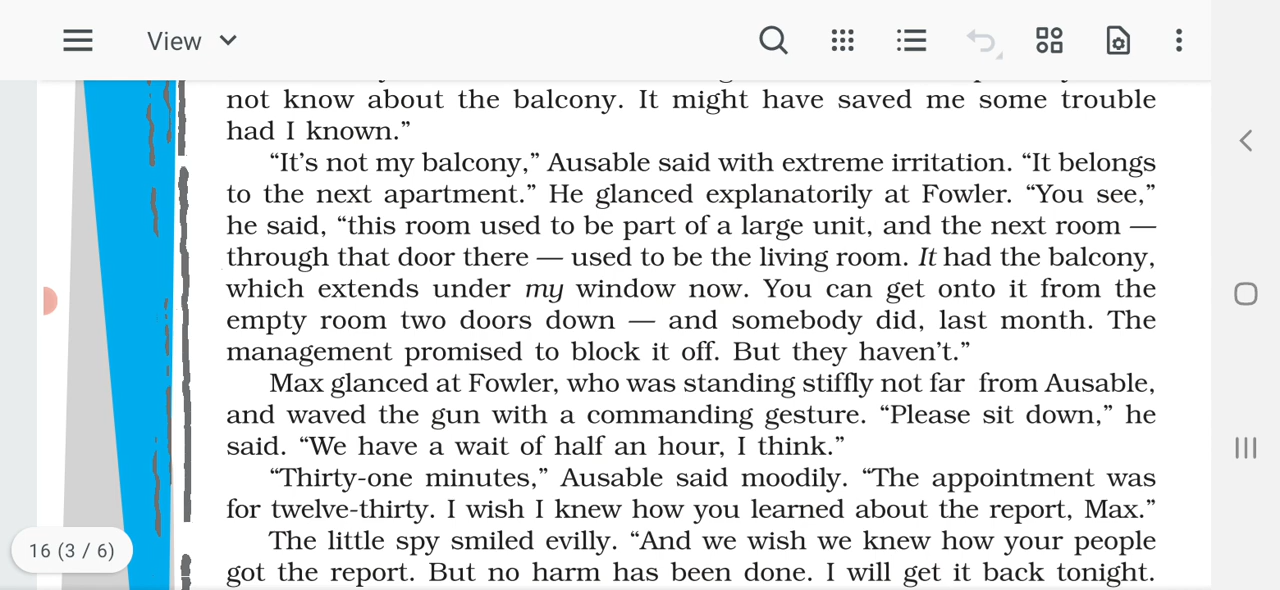 View
not know about the balcony. It might have saved me some trouble
had I known.”
“It’s not my balcony,” Ausable said with extreme irritation. “It belongs
to the next apartment.” He glanced explanatorily at Fowler. “You see,”
he said, “this room used to be part of a large unit, and the next room —
through that door there — used to be the living room. It had the balcony,
which extends under my window now. You can get onto it from the
empty room two doors down — and somebody did, last month. The
management promised to block it off. But they haven’t.”
Max glanced at Fowler, who was standing stiffly not far from Ausable,
and waved the gun with a commanding gesture. “Please sit down,” he
said. “We have a wait of half an hour, I think.”
“Thirty-one minutes,” Ausable said moodily. “The appointment was
for twelve-thirty. I wish I knew how you learned about the report, Max.”
The little spy smiled evilly. “And we wish we knew how your people
got the report. But no harm has been done. I will get it back tonight.
16 (3 / 6)